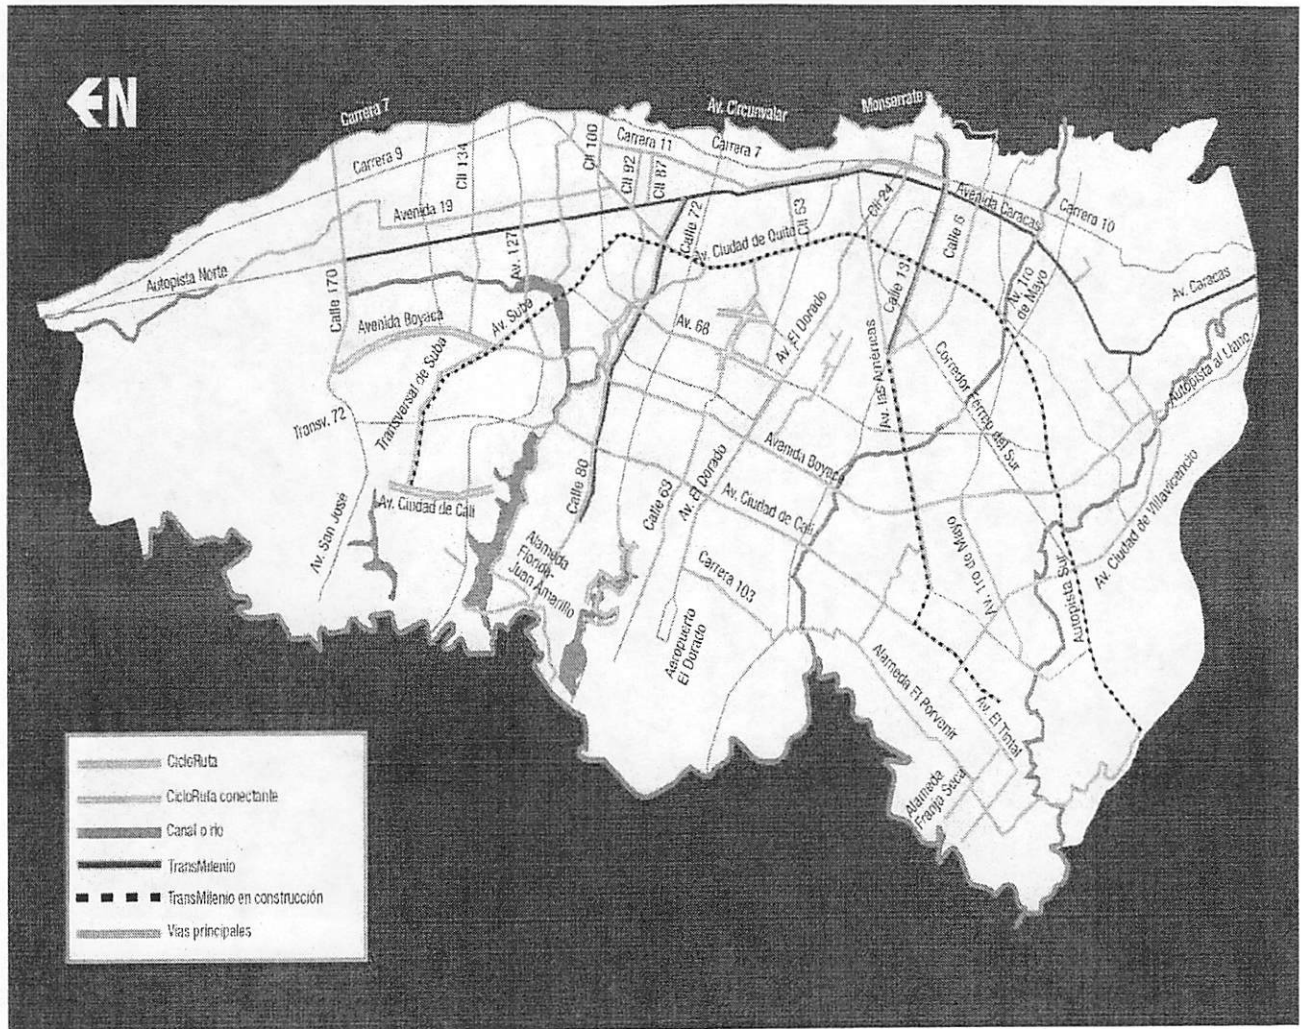 N
Carrera 7
Av. Circunvalar
Monserrate
Carrera 9
Cll 134
Cll 100
Carrera 11
Cll 92
Cll 87
Carrera 7
Avenida 19
Av. 127
Calle 72
Cll 53
Cll 24
Avenida Caracas
Carrera 10
Autopista Norte
Calle 170
Av. Ciudad de Quito
Calle 13
Calle 6
Av. 1ro
de Mayo
Av. Caracas
Avenida Boyaca
Av. Suba
Av. 68
Av. El Dorado
Av. las Américas
Corredor Ferreo del Sur
Autopista al Llano
Transversal de Suba
Transv. 72
Avenida Boyaca
Calle 80
Calle 63
Av. El Dorado
Av. Ciudad de Cali
Av. Ciudad de Cali
Av. San Jose
Alameda
Florida-
Juan Amarillo
Carrera 103
Av. 1ro de Mayo
Autopista Sur
Av. Ciudad de Villavicencio
Aeropuerto
El Dorado
Alameda El Porvenir
Av. El Tintal
Alameda
Franja Seca
CicloRuta
CicloRuta conectante
Canal o rio
TransMilenio
TransMilenio en construcción
Vias principales